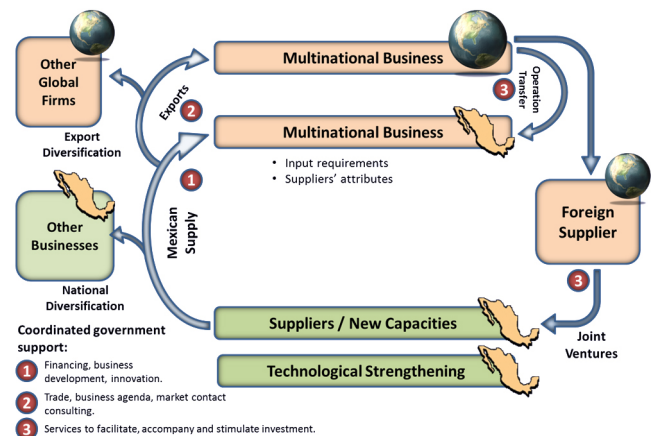 Other
Global
Firms
Export
Diversification
Exports
2
Multinational Business
3
Operation
Transfer
Multinational Business
• Input requirements
• Suppliers' attributes
1
Mexican
Supply
Other
Businesses
National
Diversification
Foreign
Supplier
3
Joint
Ventures
Suppliers / New Capacities
Technological Strengthening
Coordinated government
support:
1 Financing, business
development, innovation.
2 Trade, business agenda, market contact
consulting.
3 Services to facilitate, accompany and stimulate investment.